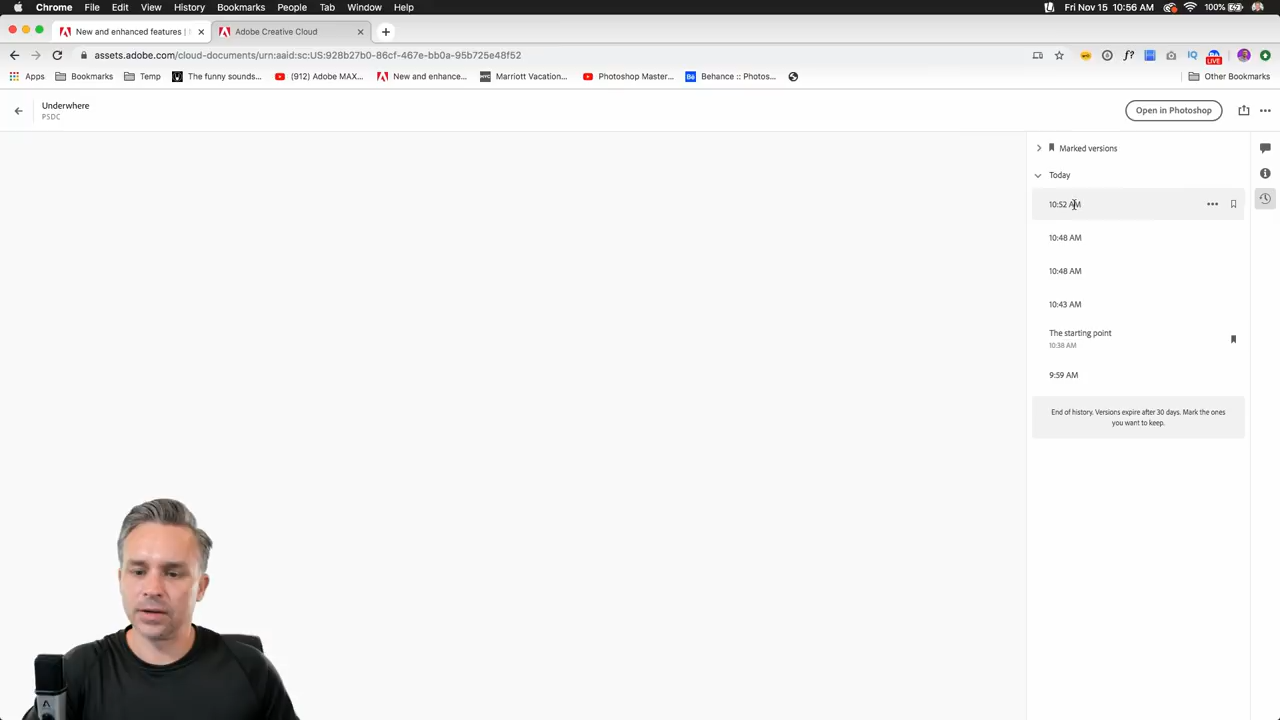 Chrome File Edit View History Bookmarks People Tab Window Help
Fri Nov 15 10:56 AM 100%
New and enhanced features |
Adobe Creative Cloud
assets.adobe.com/cloud-documents/urn:aaid:sc:US:928b27b0-86cf-467e-bb0a-95b725e48f52
f?
IQ
LIVE
Apps
Bookmarks
Temp
The funny sounds...
(912) Adobe MAX...
New and enhance...
Marriott Vacation...
Photoshop Master...
Behance :: Photos...
Other Bookmarks
Underwhere
PSDC
Open in Photoshop
Marked versions
Today
10:52 AM
10:48 AM
10:48 AM
10:43 AM
The starting point
10:38 AM
9:59 AM
End of history. Versions expire after 30 days. Mark the ones
you want to keep.